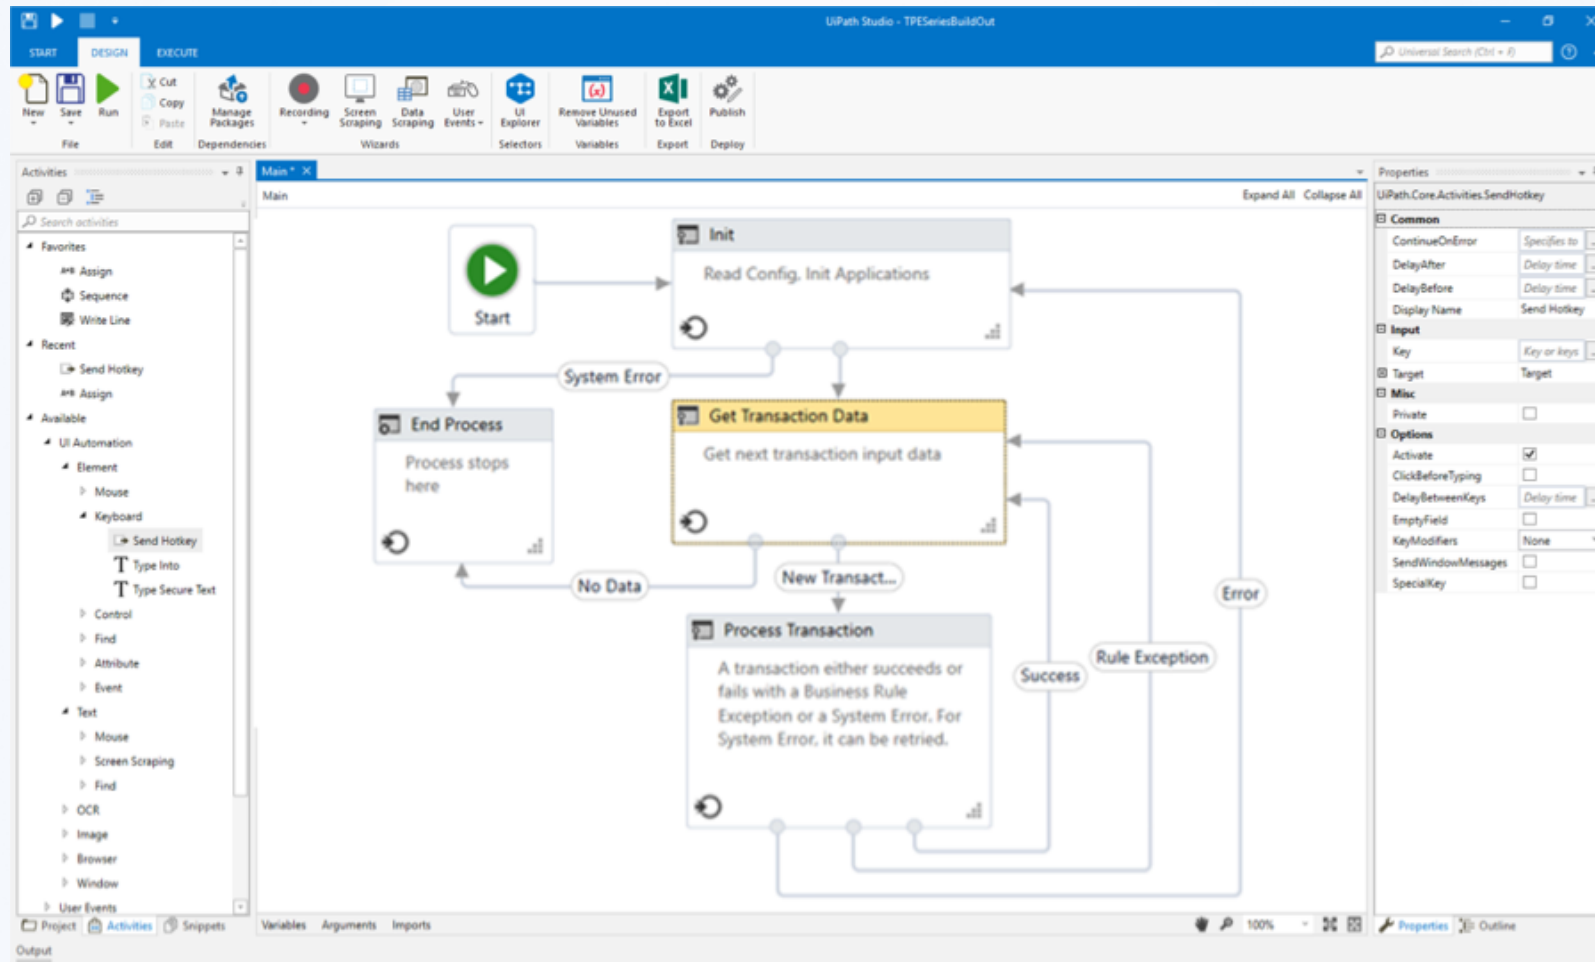 UiPath Studio - TPESeriesBuildOut
START DESIGN EXECUTE
Universal Search (Ctrl + F)
New Save Run
Cut
Copy
Paste
Manage Packages
Recording
Screen Scraping
Data Scraping
User Events
UI Explorer
Remove Unused Variables
Export to Excel
Publish
File Edit Dependencies Wizards Selectors Variables Export Deploy
Activities
Search activities
Favorites
A+B Assign
Sequence
Write Line
Recent
Send Hotkey
A+B Assign
Available
UI Automation
Element
Mouse
Keyboard
Send Hotkey
Type Into
Type Secure Text
Control
Find
Attribute
Event
Text
Mouse
Screen Scraping
Find
OCR
Image
Browser
Window
User Events
Project Activities Snippets
Output
Main *
Main
Expand All Collapse All
Start
Init
Read Config, Init Applications
System Error
End Process
Process stops
here
Get Transaction Data
Get next transaction input data
No Data
New Transact...
Process Transaction
A transaction either succeeds or
fails with a Business Rule
Exception or a System Error. For
System Error, it can be retried.
Success
Rule Exception
Error
Variables Arguments Imports
100%
Properties
UiPath.Core.Activities.SendHotkey
Common
ContinueOnError Specifies to
DelayAfter Delay time
DelayBefore Delay time
Display Name Send Hotkey
Input
Key Key or keys
Target Target
Misc
Private
Options
Activate
ClickBeforeTyping
DelayBetweenKeys Delay time
EmptyField
KeyModifiers None
SendWindowMessages
SpecialKey
Properties Outline